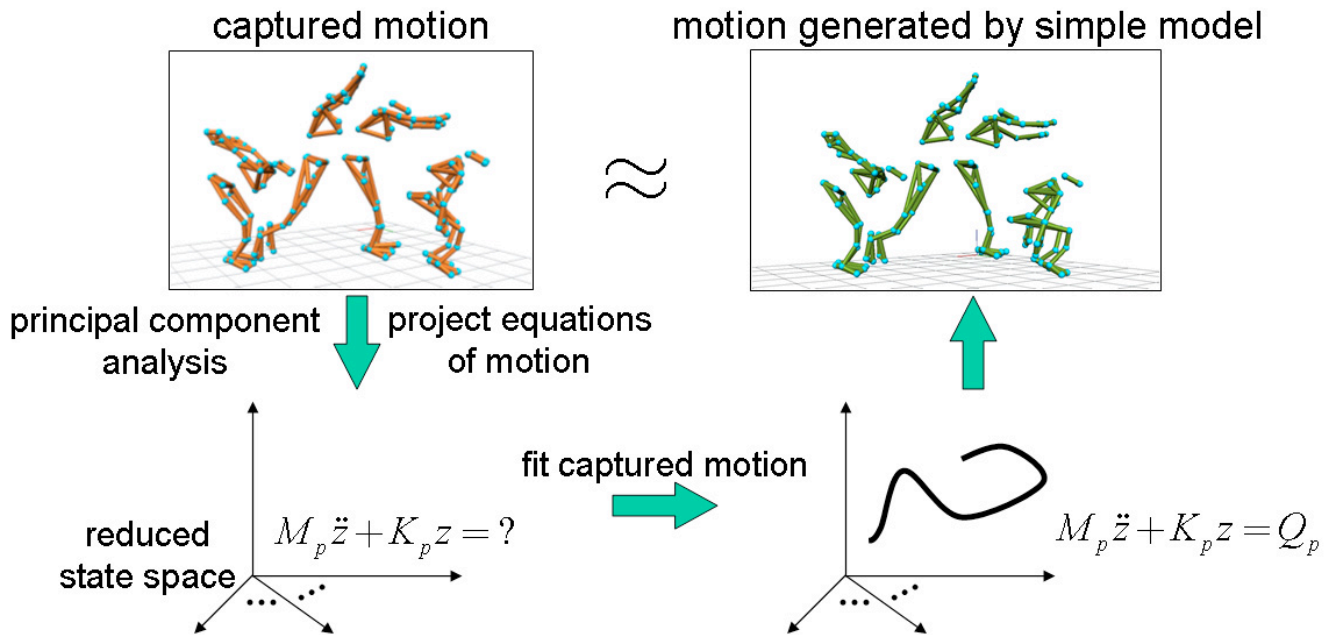 captured motion
motion generated by simple model
≈
principal component
analysis
project equations
of motion
fit captured motion
reduced
state space
M_p z̈ + K_p z = ?
M_p z̈ + K_p z = Q_p